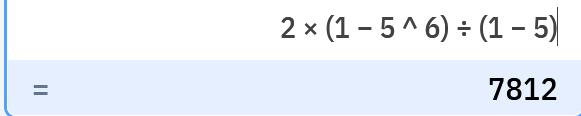 2 × (1 − 5 ^ 6) ÷ (1 − 5)
= 7812